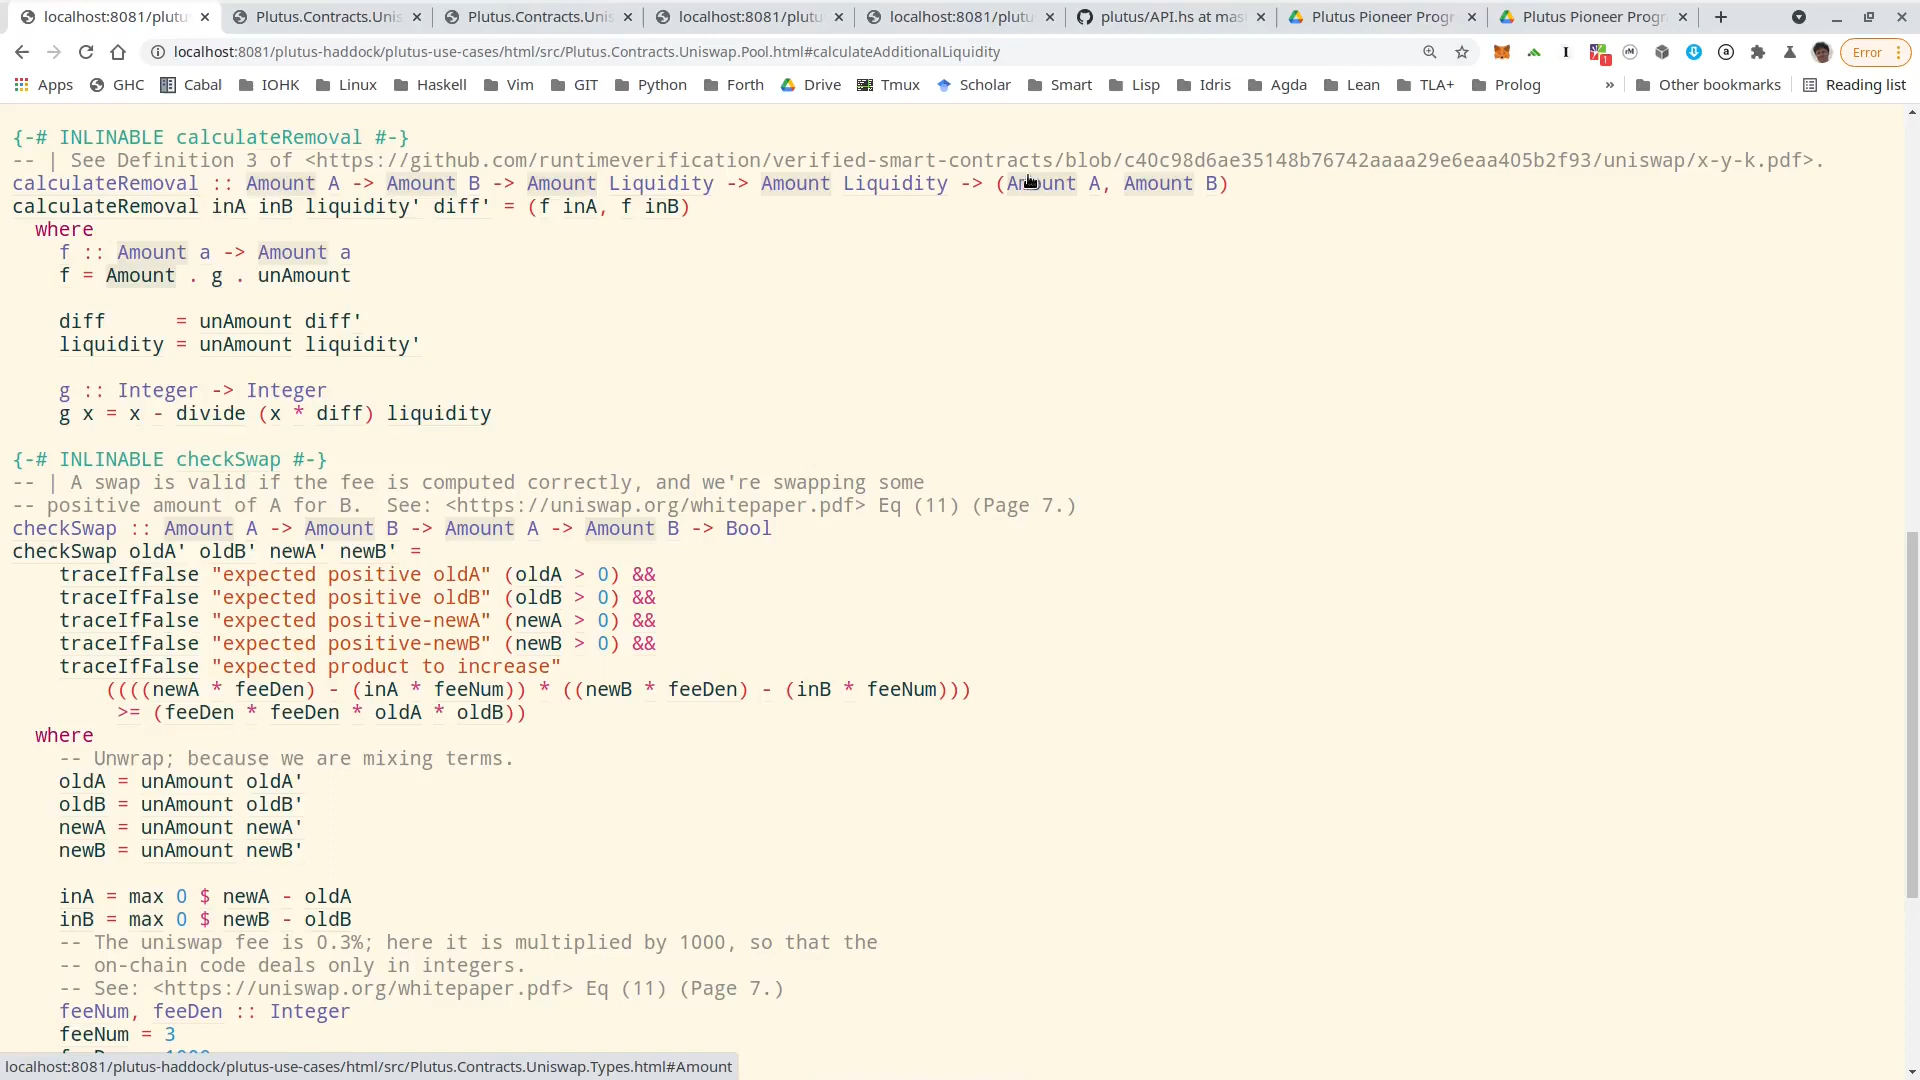 localhost:8081/plutu
Plutus.Contracts.Unis
Plutus.Contracts.Unis
localhost:8081/plutu
localhost:8081/plutu
plutus/API.hs at mas
Plutus Pioneer Progr
Plutus Pioneer Progr
localhost:8081/plutus-haddock/plutus-use-cases/html/src/Plutus.Contracts.Uniswap.Pool.html#calculateAdditionalLiquidity
Error
Apps GHC Cabal IOHK Linux Haskell Vim GIT Python Forth Drive Tmux Scholar Smart Lisp Idris Agda Lean TLA+ Prolog » Other bookmarks Reading list
{-# INLINABLE calculateRemoval #-}
-- | See Definition 3 of <https://github.com/runtimeverification/verified-smart-contracts/blob/c40c98d6ae35148b76742aaaa29e6eaa405b2f93/uniswap/x-y-k.pdf>.
calculateRemoval :: Amount A -> Amount B -> Amount Liquidity -> Amount Liquidity -> (Amount A, Amount B)
calculateRemoval inA inB liquidity' diff' = (f inA, f inB)
  where
    f :: Amount a -> Amount a
    f = Amount . g . unAmount
    diff      = unAmount diff'
    liquidity = unAmount liquidity'
    g :: Integer -> Integer
    g x = x - divide (x * diff) liquidity
{-# INLINABLE checkSwap #-}
-- | A swap is valid if the fee is computed correctly, and we're swapping some
-- positive amount of A for B.  See: <https://uniswap.org/whitepaper.pdf> Eq (11) (Page 7.)
checkSwap :: Amount A -> Amount B -> Amount A -> Amount B -> Bool
checkSwap oldA' oldB' newA' newB' =
    traceIfFalse "expected positive oldA" (oldA > 0) &&
    traceIfFalse "expected positive oldB" (oldB > 0) &&
    traceIfFalse "expected positive-newA" (newA > 0) &&
    traceIfFalse "expected positive-newB" (newB > 0) &&
    traceIfFalse "expected product to increase"
        ((((newA * feeDen) - (inA * feeNum)) * ((newB * feeDen) - (inB * feeNum)))
         >= (feeDen * feeDen * oldA * oldB))
  where
    -- Unwrap; because we are mixing terms.
    oldA = unAmount oldA'
    oldB = unAmount oldB'
    newA = unAmount newA'
    newB = unAmount newB'
    inA = max 0 $ newA - oldA
    inB = max 0 $ newB - oldB
    -- The uniswap fee is 0.3%; here it is multiplied by 1000, so that the
    -- on-chain code deals only in integers.
    -- See: <https://uniswap.org/whitepaper.pdf> Eq (11) (Page 7.)
    feeNum, feeDen :: Integer
    feeNum = 3
localhost:8081/plutus-haddock/plutus-use-cases/html/src/Plutus.Contracts.Uniswap.Types.html#Amount